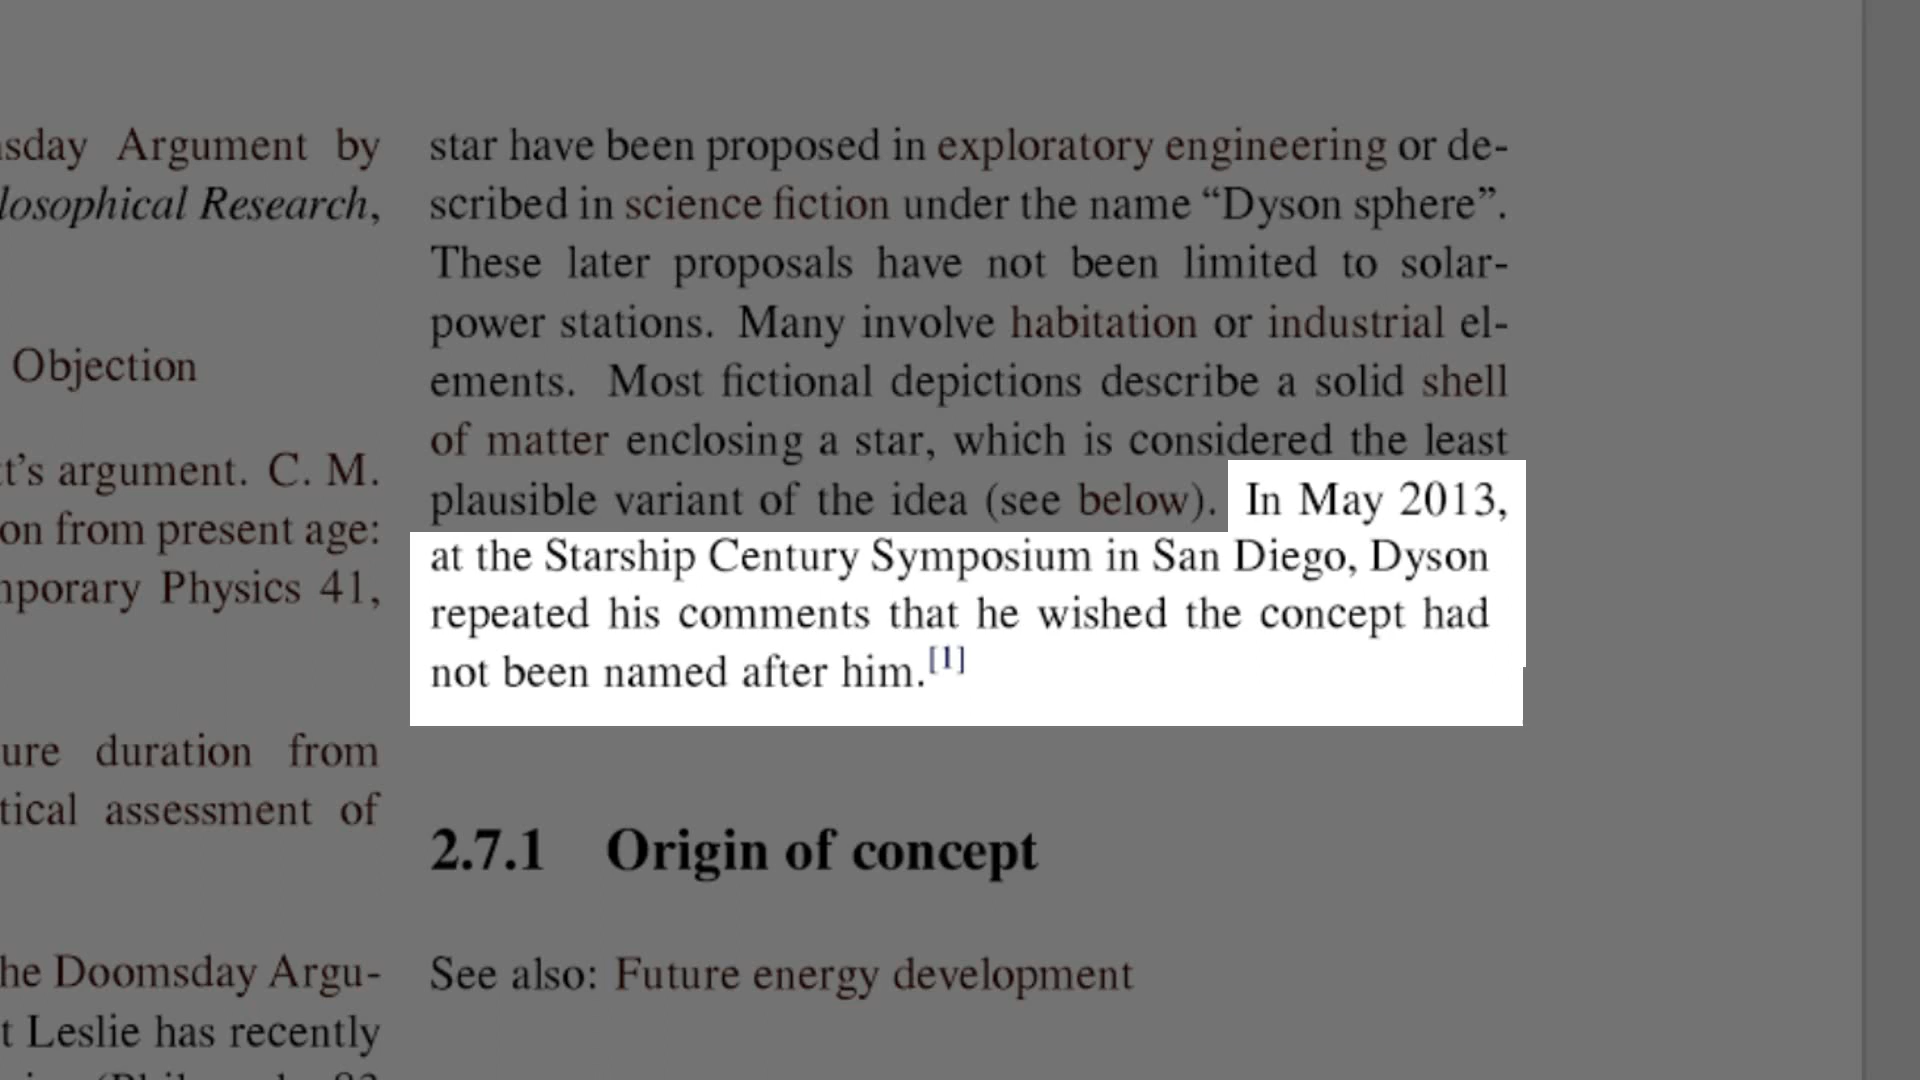 sday Argument by
losophical Research,
Objection
t's argument. C. M.
on from present age:
nporary Physics 41,
ure duration from
tical assessment of
he Doomsday Argu-
t Leslie has recently
star have been proposed in exploratory engineering or de-
scribed in science fiction under the name “Dyson sphere”.
These later proposals have not been limited to solar-
power stations. Many involve habitation or industrial el-
ements. Most fictional depictions describe a solid shell
of matter enclosing a star, which is considered the least
plausible variant of the idea (see below). In May 2013,
at the Starship Century Symposium in San Diego, Dyson
repeated his comments that he wished the concept had
not been named after him.[1]
2.7.1 Origin of concept
See also: Future energy development